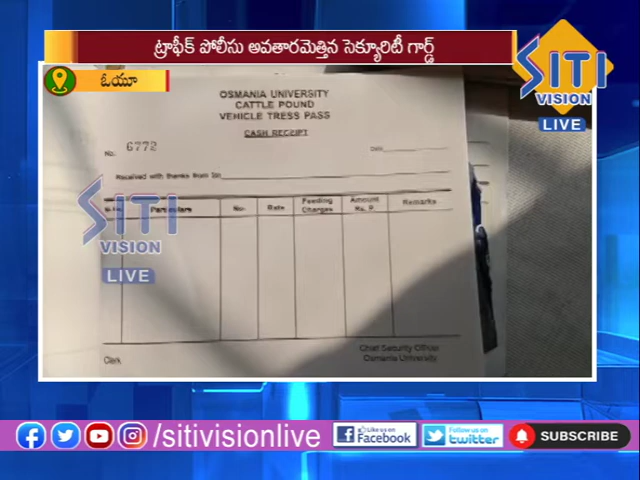 ట్రాఫిక్ పోలీసు అవతారమెత్తిన సెక్యూరిటీ గార్డ్
ఓయూ
SITI
VISION
LIVE
OSMANIA UNIVERSITY
CATTLE POUND
VEHICLE TRESS PASS
CASH RECEIPT
No. 6772
Date
Received with thanks from Sri
Particulars No. Rate Feeding Charges Amount Rs. P. Remarks
SITI
VISION
LIVE
Clerk
Chief Security Officer
Osmania University
/sitivisionlive
Like us on
Facebook
Follow us on
twitter
SUBSCRIBE